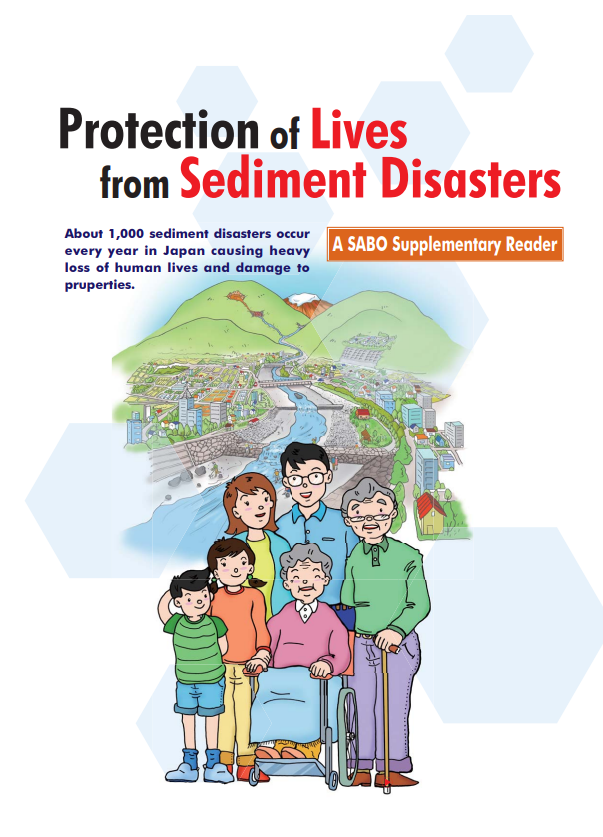 Protection of Lives
from Sediment Disasters
About 1,000 sediment disasters occur
every year in Japan causing heavy
loss of human lives and damage to
pruperties.
A SABO Supplementary Reader